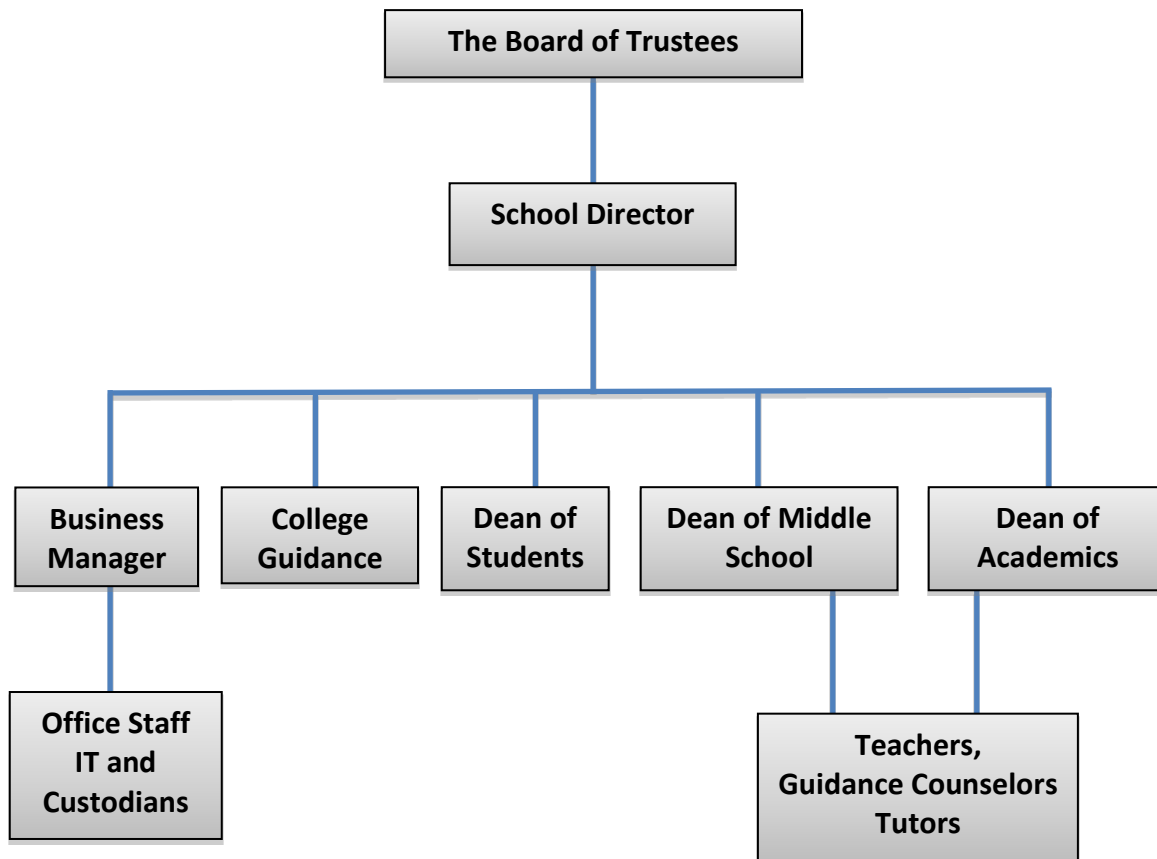 The Board of Trustees
School Director
Business
Manager
College
Guidance
Dean of
Students
Dean of Middle
School
Dean of
Academics
Office Staff
IT and
Custodians
Teachers,
Guidance Counselors
Tutors